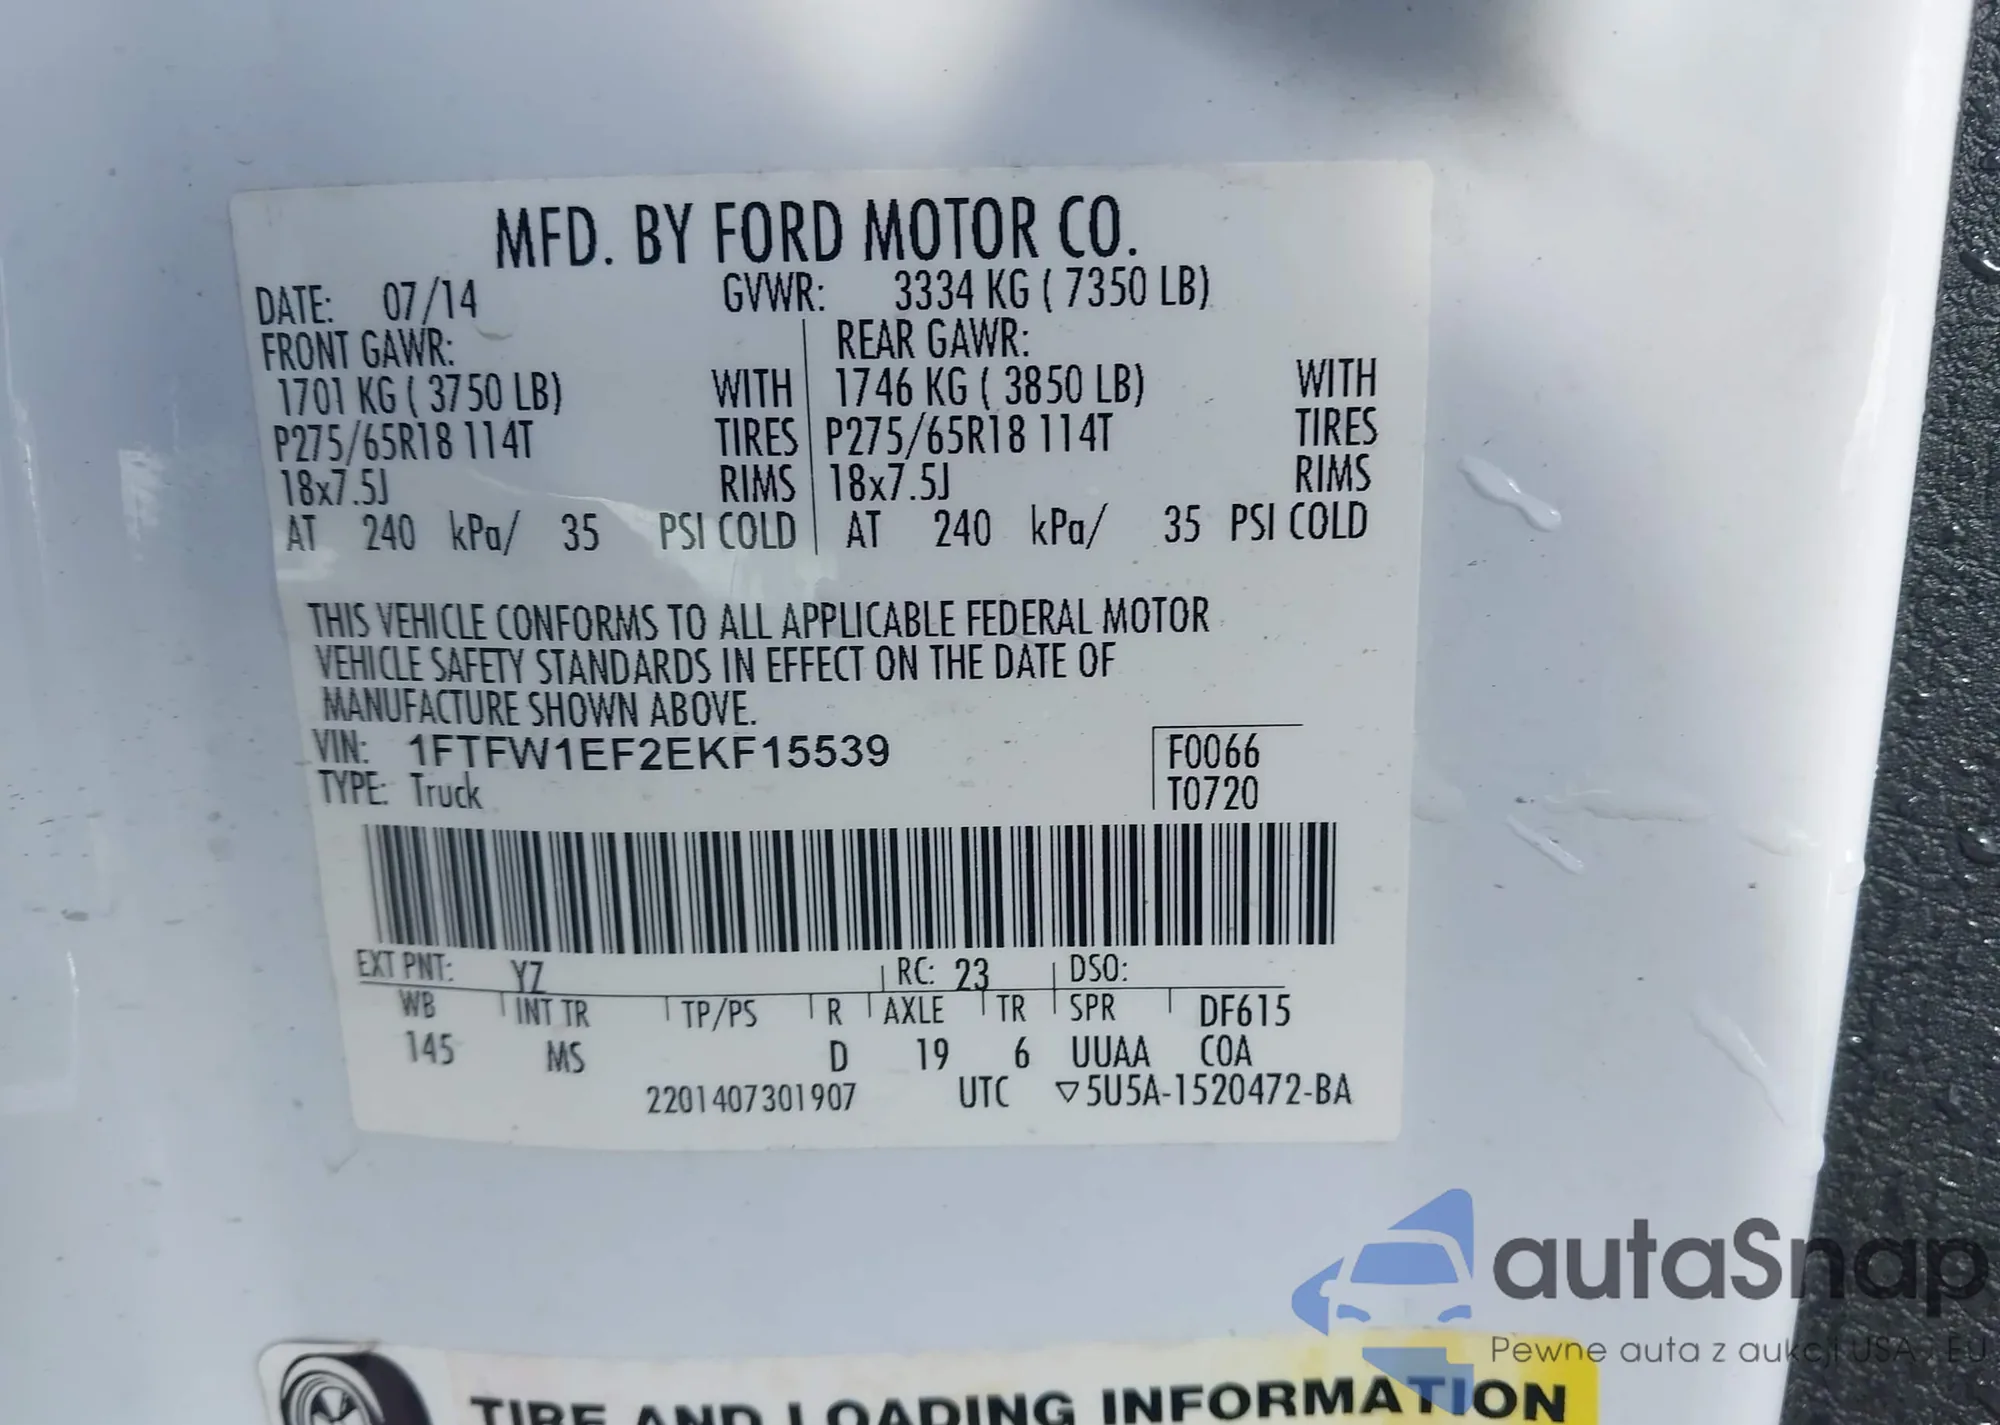 MFD. BY FORD MOTOR CO.
DATE: 07/14 GVWR: 3334 KG ( 7350 LB)
FRONT GAWR: REAR GAWR:
1701 KG ( 3750 LB) WITH 1746 KG ( 3850 LB) WITH
P275/65R18 114T TIRES P275/65R18 114T TIRES
18x7.5J RIMS 18x7.5J RIMS
AT 240 kPa/ 35 PSI COLD AT 240 kPa/ 35 PSI COLD
THIS VEHICLE CONFORMS TO ALL APPLICABLE FEDERAL MOTOR
VEHICLE SAFETY STANDARDS IN EFFECT ON THE DATE OF
MANUFACTURE SHOWN ABOVE.
VIN: 1FTFW1EF2EKF15539 F0066
TYPE: Truck T0720
EXT PNT: YZ RC: 23 DSO:
WB INT TR TP/PS R AXLE TR SPR DF615
145 MS D 19 6 UUAA COA
2201407301907 UTC ▽5U5A-1520472-BA
autaSnap
Pewne auta z aukcji USA i EU
TIRE AND LOADING INFORMATION